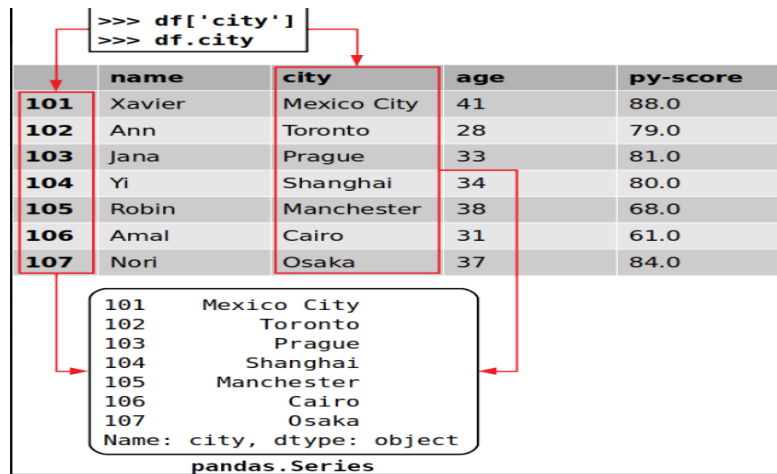 >>> df['city']
>>> df.city
name city age py-score
101 Xavier Mexico City 41 88.0
102 Ann Toronto 28 79.0
103 Jana Prague 33 81.0
104 Yi Shanghai 34 80.0
105 Robin Manchester 38 68.0
106 Amal Cairo 31 61.0
107 Nori Osaka 37 84.0
101 Mexico City
102 Toronto
103 Prague
104 Shanghai
105 Manchester
106 Cairo
107 Osaka
Name: city, dtype: object
pandas.Series